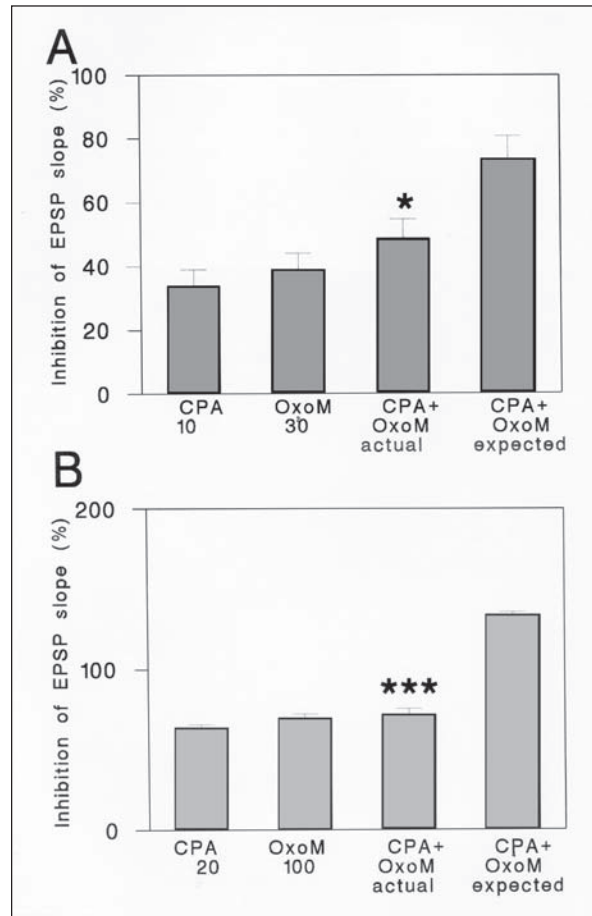 A
Inhibition of EPSP slope (%)
100
80
60
40
20
0
*
CPA OxoM CPA+ CPA+
10 30 OxoM OxoM
actual expected
B
Inhibition of EPSP slope (%)
200
100
0
***
CPA OxoM CPA+ CPA+
20 100 OxoM OxoM
actual expected